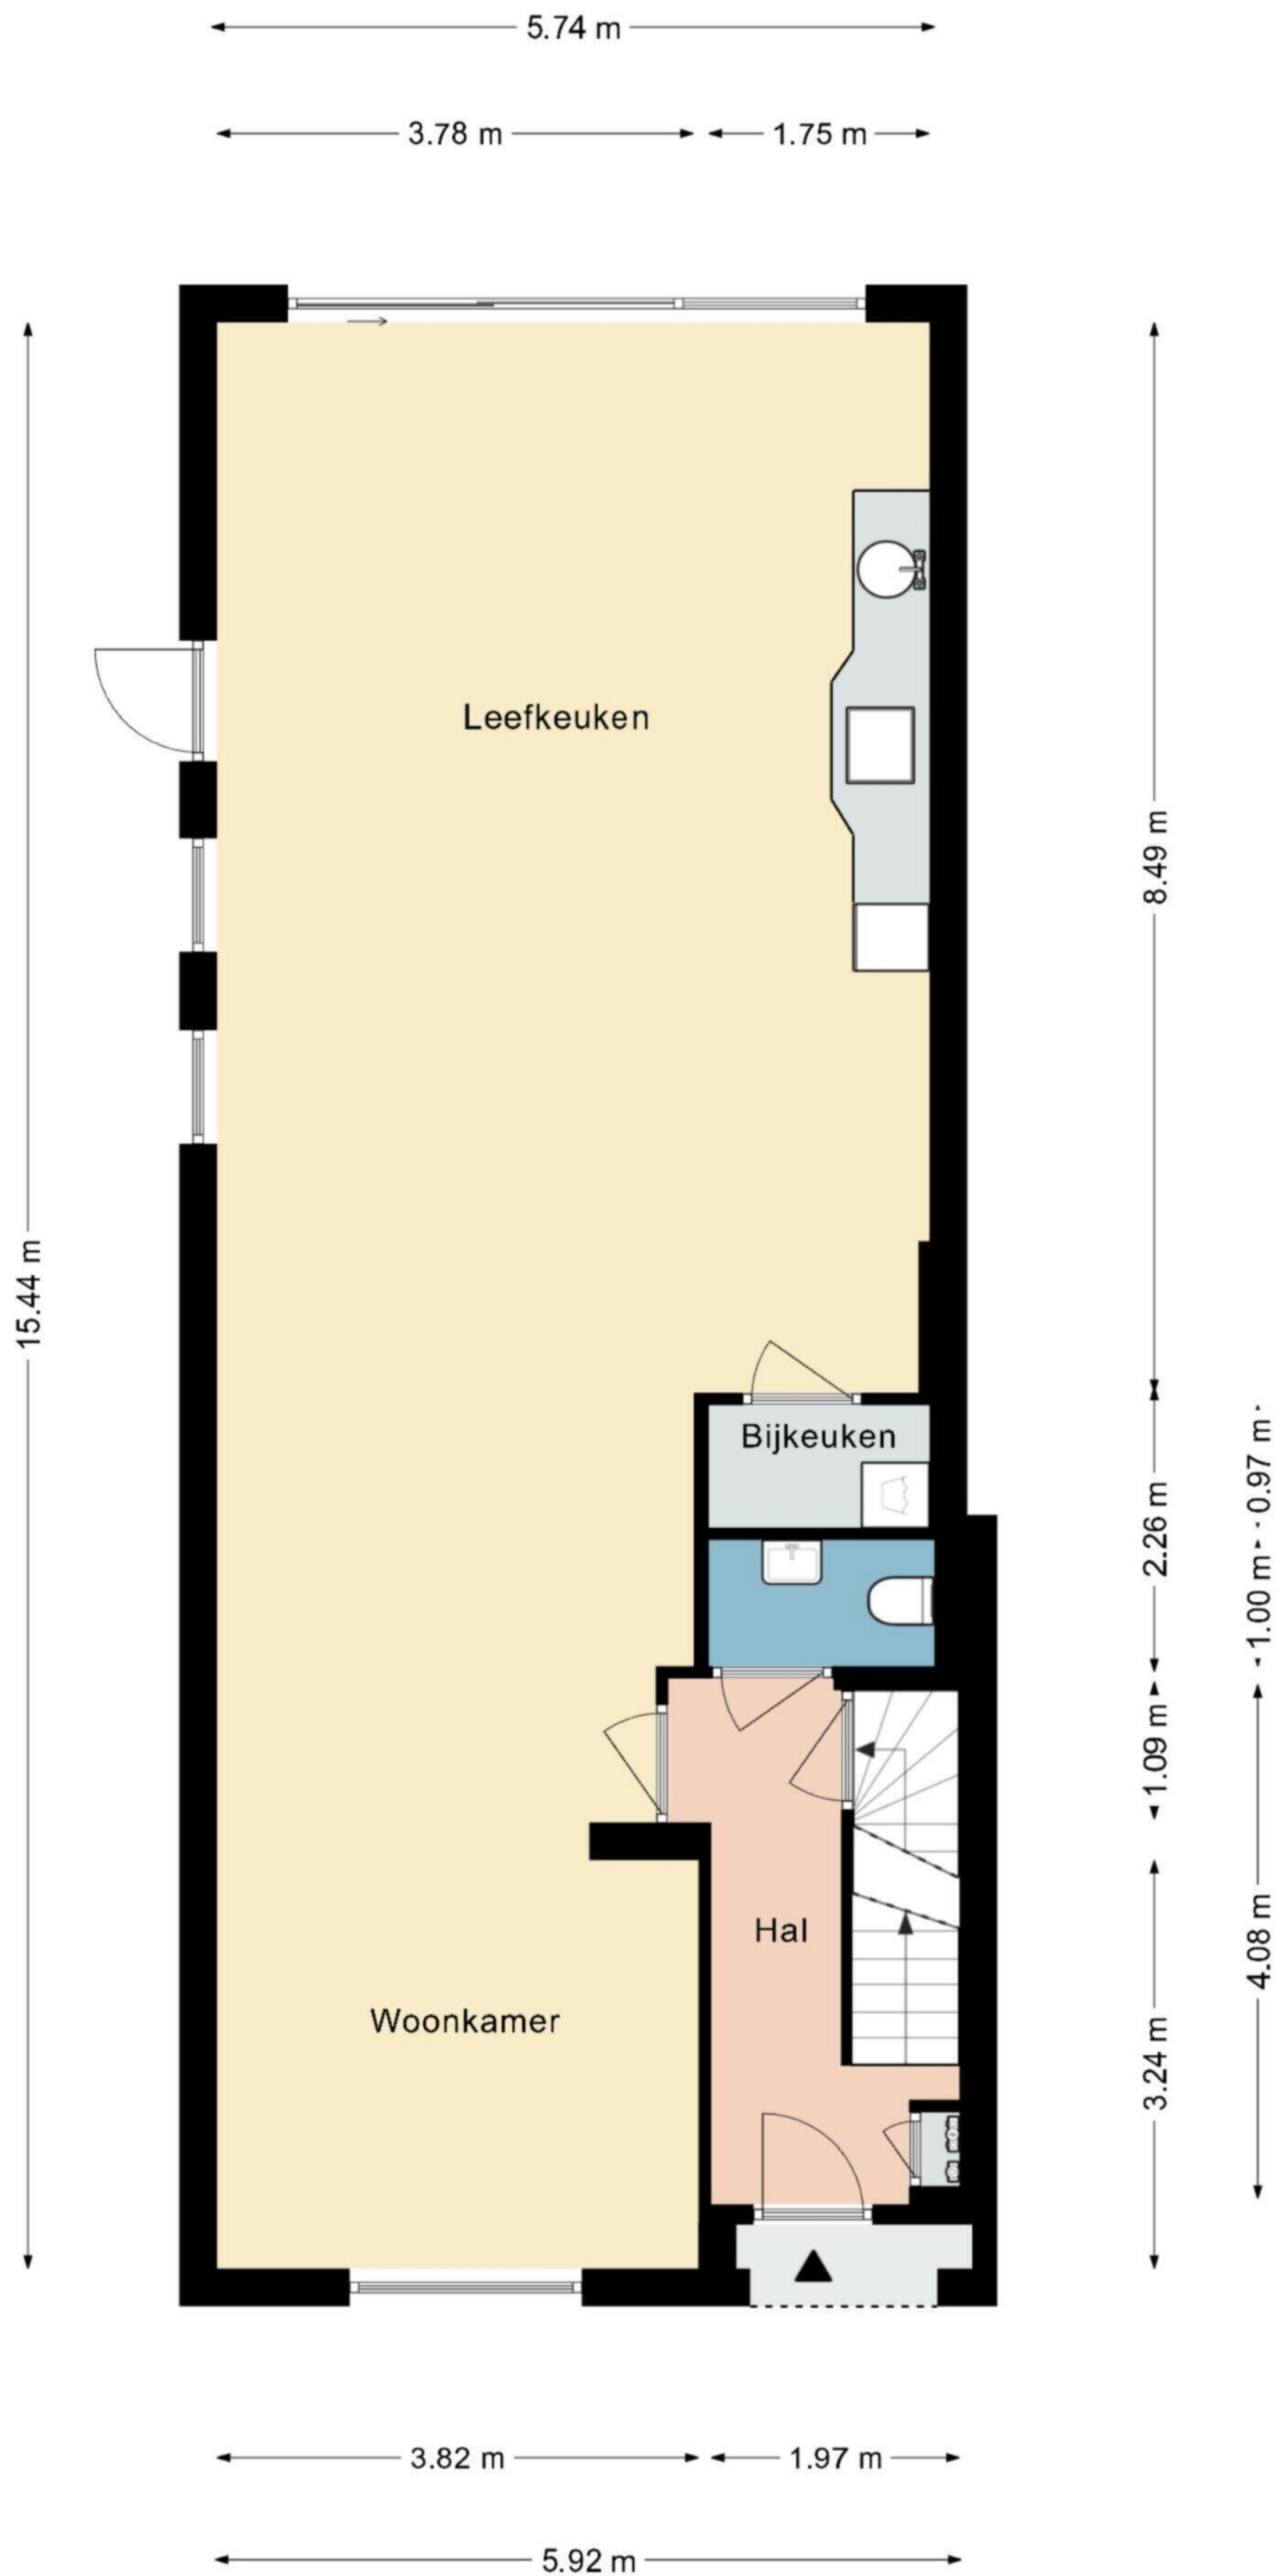 5.74 m
3.78 m
1.75 m
Leefkeuken
8.49 m
15.44 m
Bijkeuken
0.97 m
2.26 m
1.00 m
1.09 m
Hal
4.08 m
Woonkamer
3.24 m
3.82 m
1.97 m
5.92 m